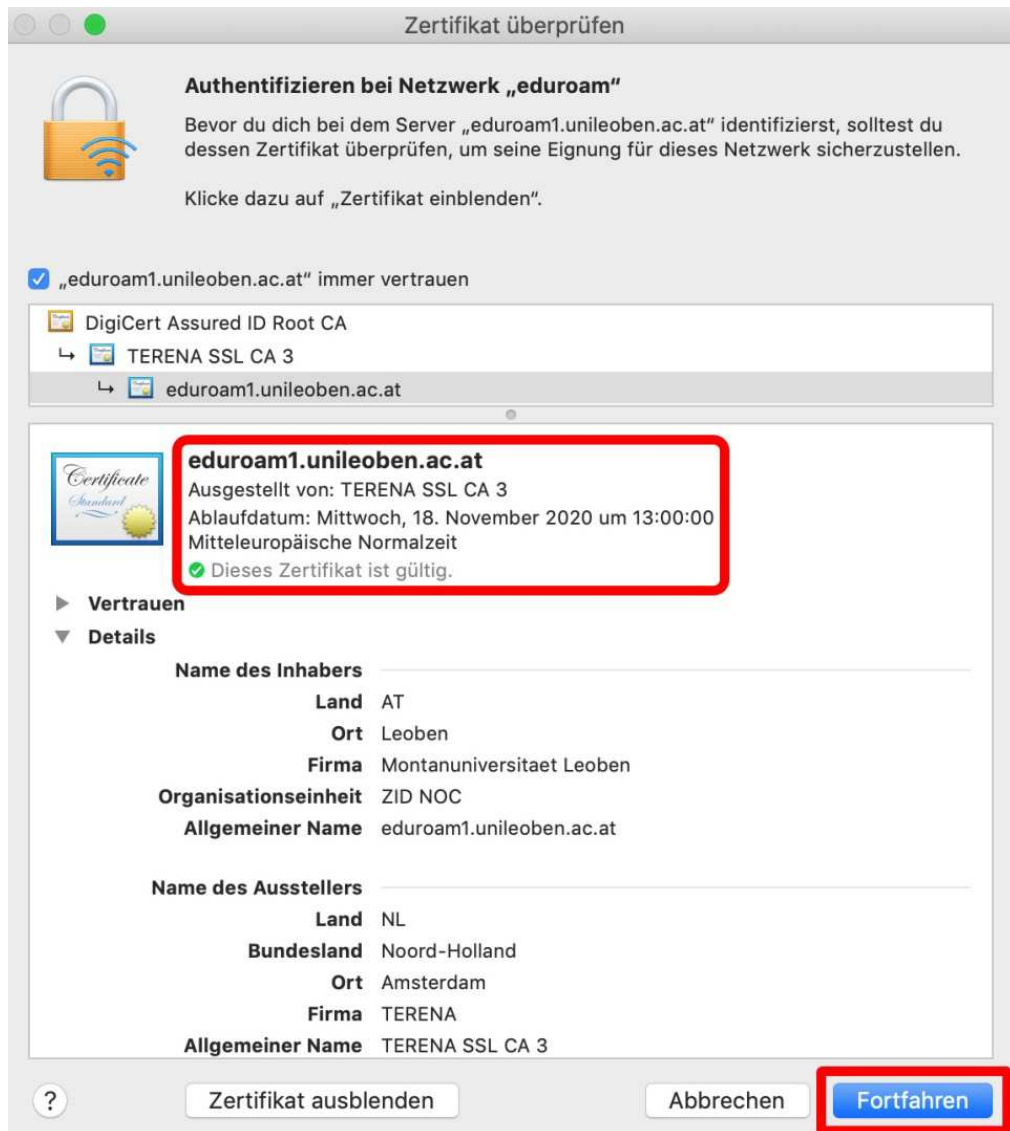 Zertifikat überprüfen
Authentifizieren bei Netzwerk „eduroam“
Bevor du dich bei dem Server „eduroam1.unileoben.ac.at“ identifizierst, solltest du
dessen Zertifikat überprüfen, um seine Eignung für dieses Netzwerk sicherzustellen.
Klicke dazu auf „Zertifikat einblenden“.
„eduroam1.unileoben.ac.at“ immer vertrauen
DigiCert Assured ID Root CA
↳ TERENA SSL CA 3
↳ eduroam1.unileoben.ac.at
Certificate
Standard
eduroam1.unileoben.ac.at
Ausgestellt von: TERENA SSL CA 3
Ablaufdatum: Mittwoch, 18. November 2020 um 13:00:00
Mitteleuropäische Normalzeit
Dieses Zertifikat ist gültig.
Vertrauen
Details
Name des Inhabers
Land AT
Ort Leoben
Firma Montanuniversitaet Leoben
Organisationseinheit ZID NOC
Allgemeiner Name eduroam1.unileoben.ac.at
Name des Ausstellers
Land NL
Bundesland Noord-Holland
Ort Amsterdam
Firma TERENA
Allgemeiner Name TERENA SSL CA 3
? Zertifikat ausblenden Abbrechen Fortfahren